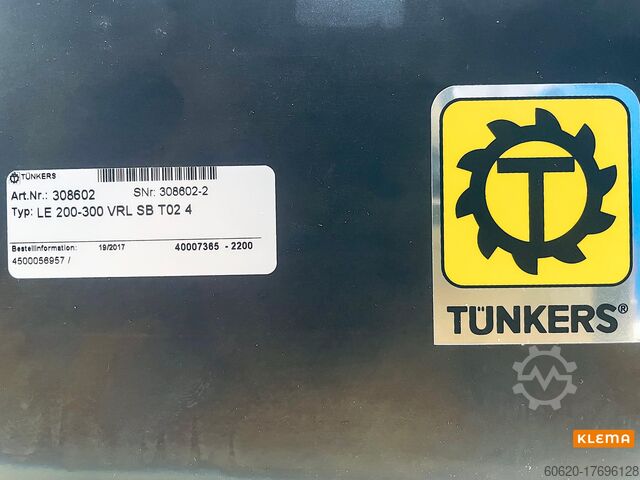 TÜNKERS
Art.Nr.: 308602 SNr: 308602-2
Typ: LE 200-300 VRL SB T02 4
Bestellinformation: 19/2017 40007365 - 2200
4500056957 /
T
TÜNKERS®
KLEMA
60620-17696128